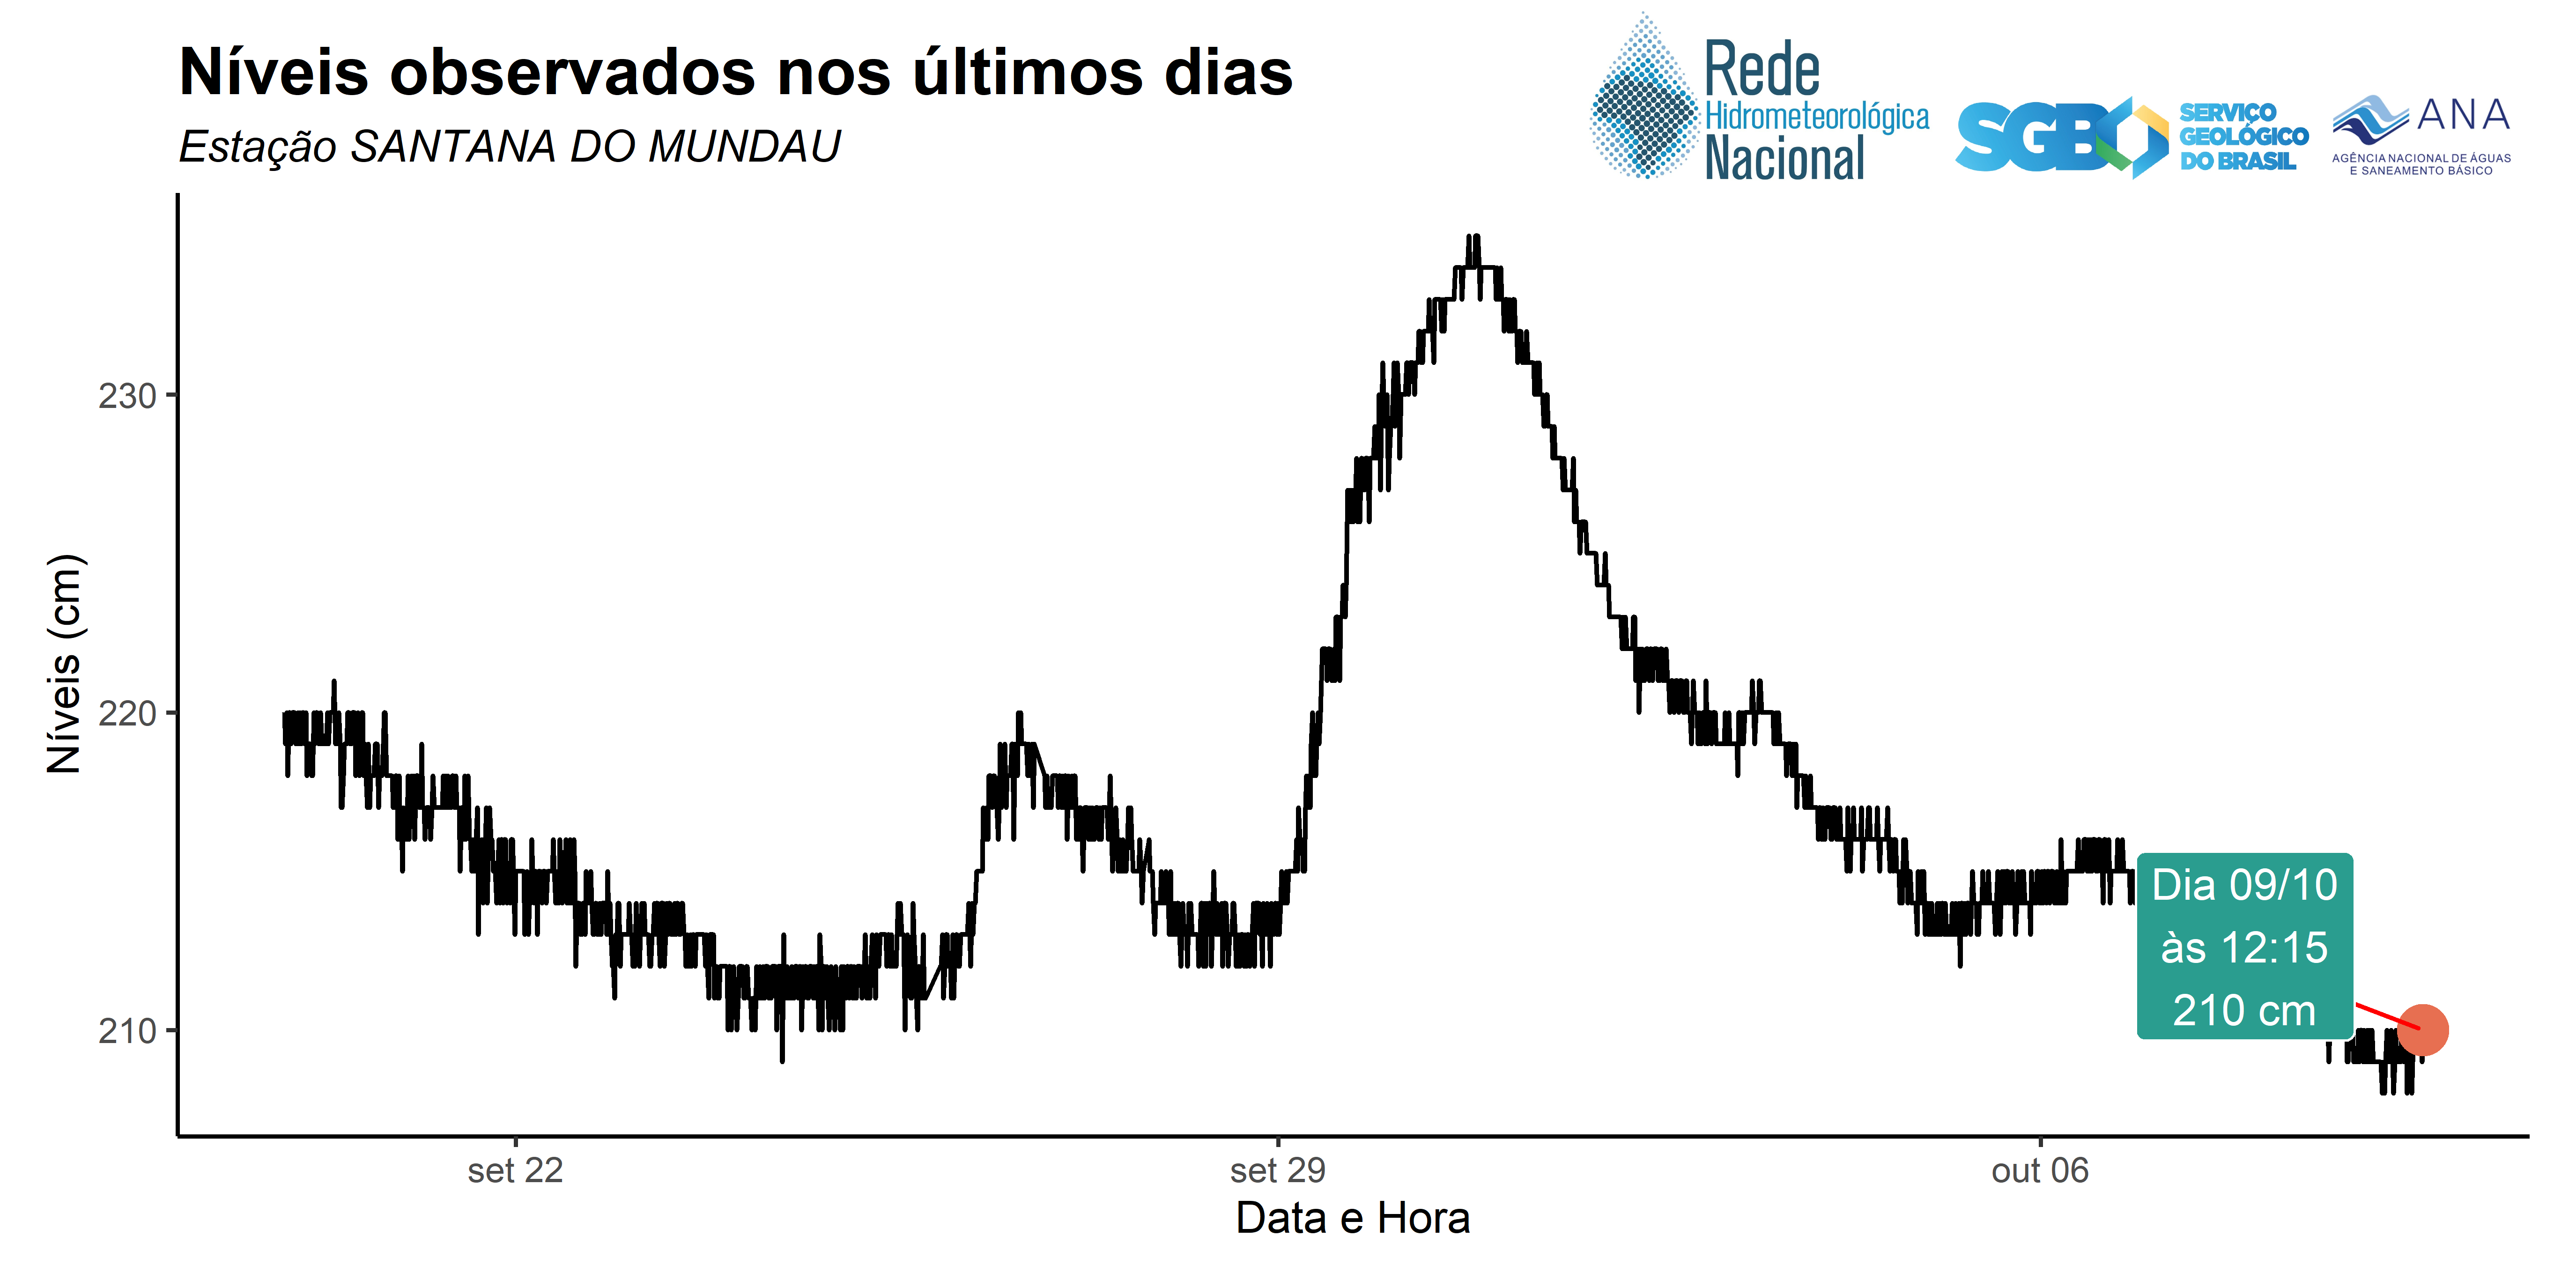 Níveis observados nos últimos dias
Estação SANTANA DO MUNDAU
Rede
Hidrometeorológica
Nacional
SGB
SERVIÇO
GEOLÓGICO
DO BRASIL
ANA
AGÊNCIA NACIONAL DE ÁGUAS
E SANEAMENTO BÁSICO
Níveis (cm)
230
220
210
Dia 09/10
às 12:15
210 cm
set 22
set 29
out 06
Data e Hora